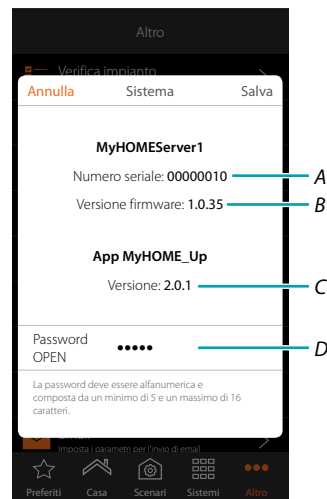 Altro
Verifica impianto
Annulla Sistema Salva
MyHOMEServer1
Numero seriale: 00000010
A
Versione firmware: 1.0.35
B
App MyHOME_Up
Versione: 2.0.1
C
Password
OPEN
•••••
D
La password deve essere alfanumerica e
composta da un minimo di 5 e un massimo di 16
caratteri.
Email
Imposta i parametri per l'invio di email
Preferiti Casa Scenari Sistemi Altro